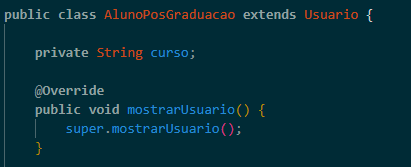 public class AlunoPosGraduacao extends Usuario {
private String curso;
@Override
public void mostrarUsuario() {
super.mostrarUsuario();
}